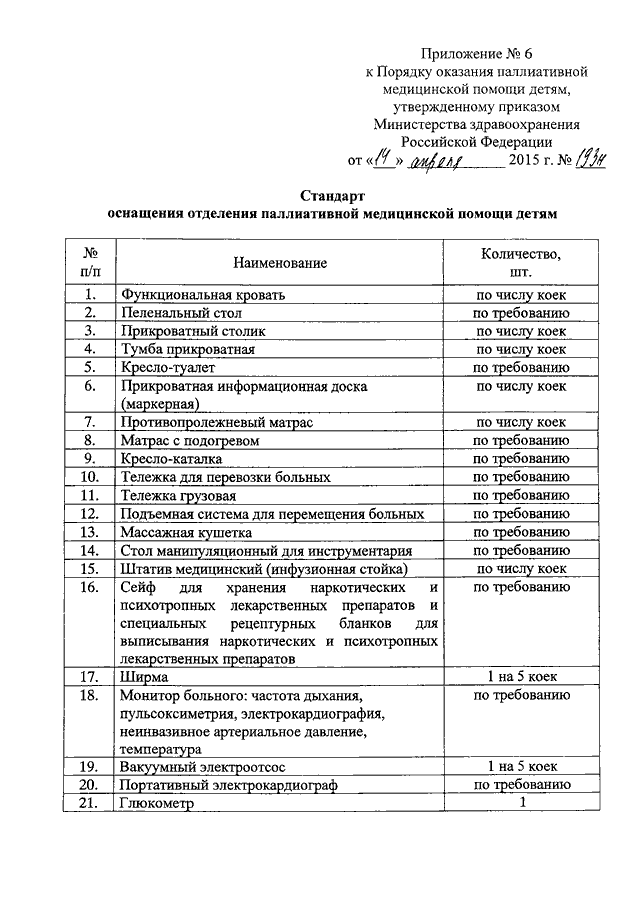 Приложение № 6
к Порядку оказания паллиативной
медицинской помощи детям,
утвержденному приказом
Министерства здравоохранения
Российской Федерации
от «14» апреля 2015 г. № 193н
Стандарт
оснащения отделения паллиативной медицинской помощи детям
№ п/п Наименование Количество, шт.
1. Функциональная кровать по числу коек
2. Пеленальный стол по требованию
3. Прикроватный столик по числу коек
4. Тумба прикроватная по числу коек
5. Кресло-туалет по требованию
6. Прикроватная информационная доска по числу коек
(маркерная)
7. Противопролежневый матрас по числу коек
8. Матрас с подогревом по требованию
9. Кресло-каталка по требованию
10. Тележка для перевозки больных по требованию
11. Тележка грузовая по требованию
12. Подъемная система для перемещения больных по требованию
13. Массажная кушетка по требованию
14. Стол манипуляционный для инструментария по требованию
15. Штатив медицинский (инфузионная стойка) по числу коек
16. Сейф для хранения наркотических и по требованию
психотропных лекарственных препаратов и
специальных рецептурных бланков для
выписывания наркотических и психотропных
лекарственных препаратов
17. Ширма 1 на 5 коек
18. Монитор больного: частота дыхания, по требованию
пульсоксиметрия, электрокардиография,
неинвазивное артериальное давление,
температура
19. Вакуумный электроотсос 1 на 5 коек
20. Портативный электрокардиограф по требованию
21. Глюкометр 1